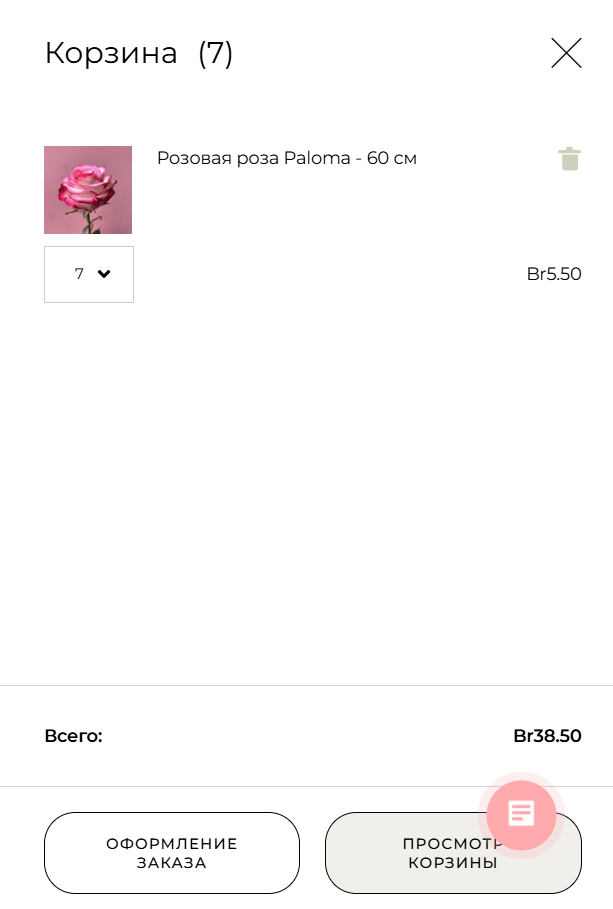 Корзина (7)
Розовая роза Paloma - 60 см
7
Br5.50
Всего:
Br38.50
ОФОРМЛЕНИЕ
ЗАКАЗА
ПРОСМОТР
КОРЗИНЫ